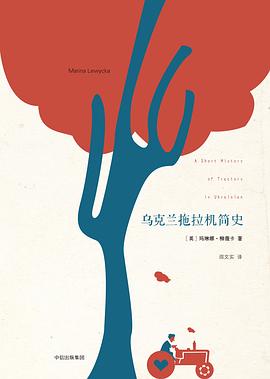 Marina Lewycka
A Short History
of Tractors
in Ukrainian
乌克兰拖拉机简史
[英] 玛琳娜·柳薇卡 著
邵文实 译
中信出版集团